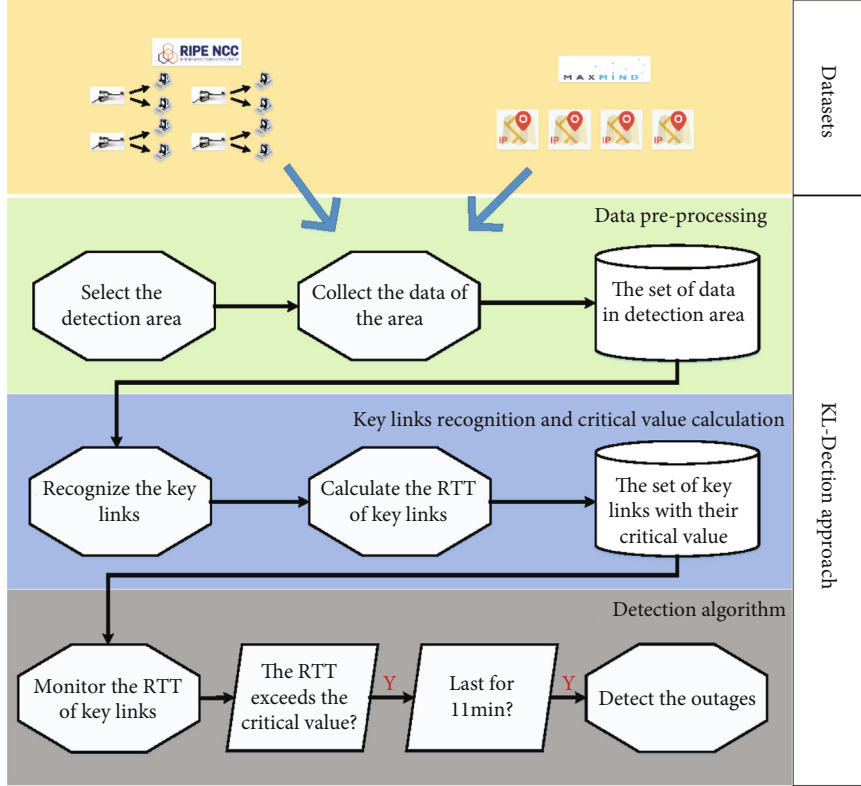 RIPE NCC
MAXMIND
IP
IP
IP
IP
Datasets
Data pre-processing
Select the
detection area
Collect the data of
the area
The set of data
in detection area
Key links recognition and critical value calculation
Recognize the key
links
Calculate the RTT
of key links
The set of key
links with their
critical value
Detection algorithm
Monitor the RTT
of key links
The RTT
exceeds the
critical value?
Y
Last for
11min?
Y
Detect the outages
KL-Dection approach